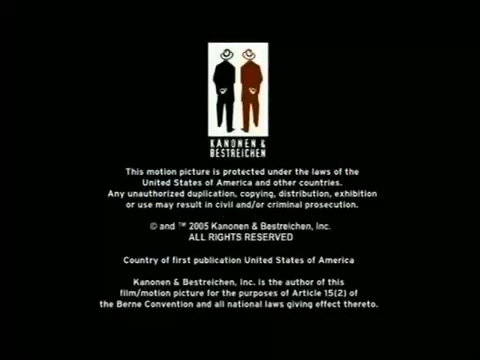 KANONEN &
BESTREICHEN
This motion picture is protected under the laws of the
United States of America and other countries.
Any unauthorized duplication, copying, distribution, exhibition
or use may result in civil and/or criminal prosecution.
© and ™ 2005 Kanonen & Bestreichen, Inc.
ALL RIGHTS RESERVED
Country of first publication United States of America
Kanonen & Bestreichen, Inc. is the author of this
film/motion picture for the purposes of Article 15(2) of
the Berne Convention and all national laws giving effect thereto.